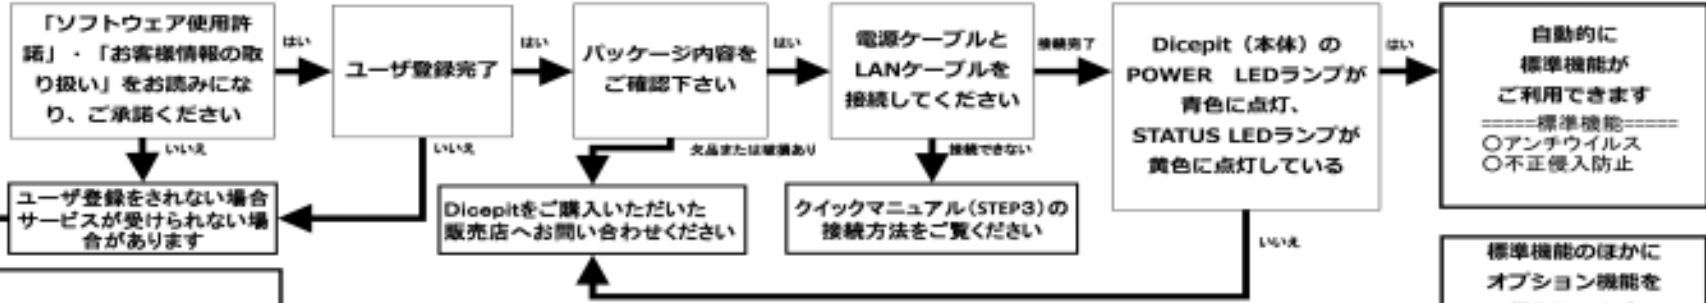 「ソフトウェア使用許
諾」・「お客様情報の取
り扱い」をお読みにな
り、ご承諾ください
はい
いいえ
ユーザ登録完了
はい
いいえ
パッケージ内容を
ご確認下さい
はい
欠品または破損あり
電源ケーブルと
LANケーブルを
接続してください
接続完了
接続できない
Dicepit（本体）の
POWER　LEDランプが
青色に点灯、
STATUS LEDランプが
黄色に点灯している
はい
いいえ
自動的に
標準機能が
ご利用できます
=====標準機能=====
○アンチウイルス
○不正侵入防止
ユーザ登録をされない場合
サービスが受けられない場
合があります
Dicepitをご購入いただいた
販売店へお問い合わせください
クイックマニュアル（STEP3）の
接続方法をご覧ください
標準機能のほかに
オプション機能を